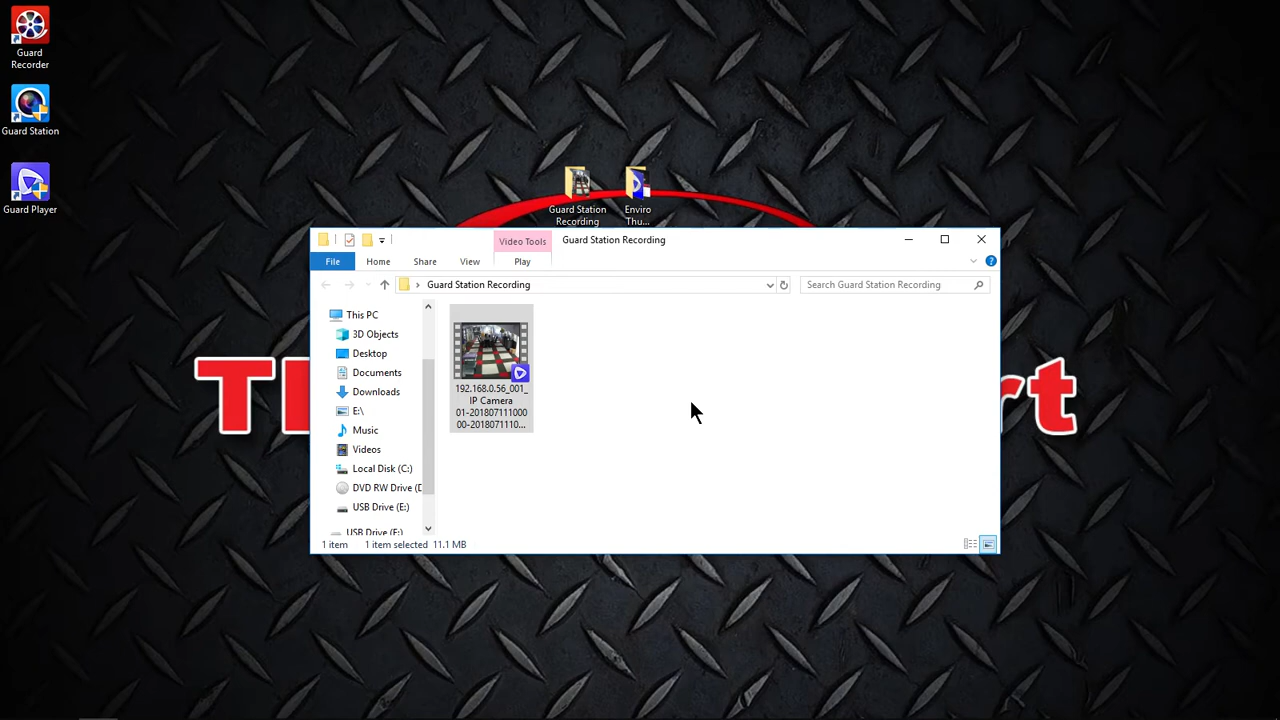 Guard
Recorder
Guard Station
Guard Player
Guard Station
Recording
Enviro
Thu...
Video Tools
Guard Station Recording
File
Home
Share
View
Play
Guard Station Recording
Search Guard Station Recording
This PC
3D Objects
Desktop
Documents
Downloads
E:\
Music
Videos
Local Disk (C:)
DVD RW Drive (D
USB Drive (E:)
USB Drive (E:)
192.168.0.56_001_
IP Camera
01-201807111000
00-2018071110...
1 item
1 item selected 11.1 MB